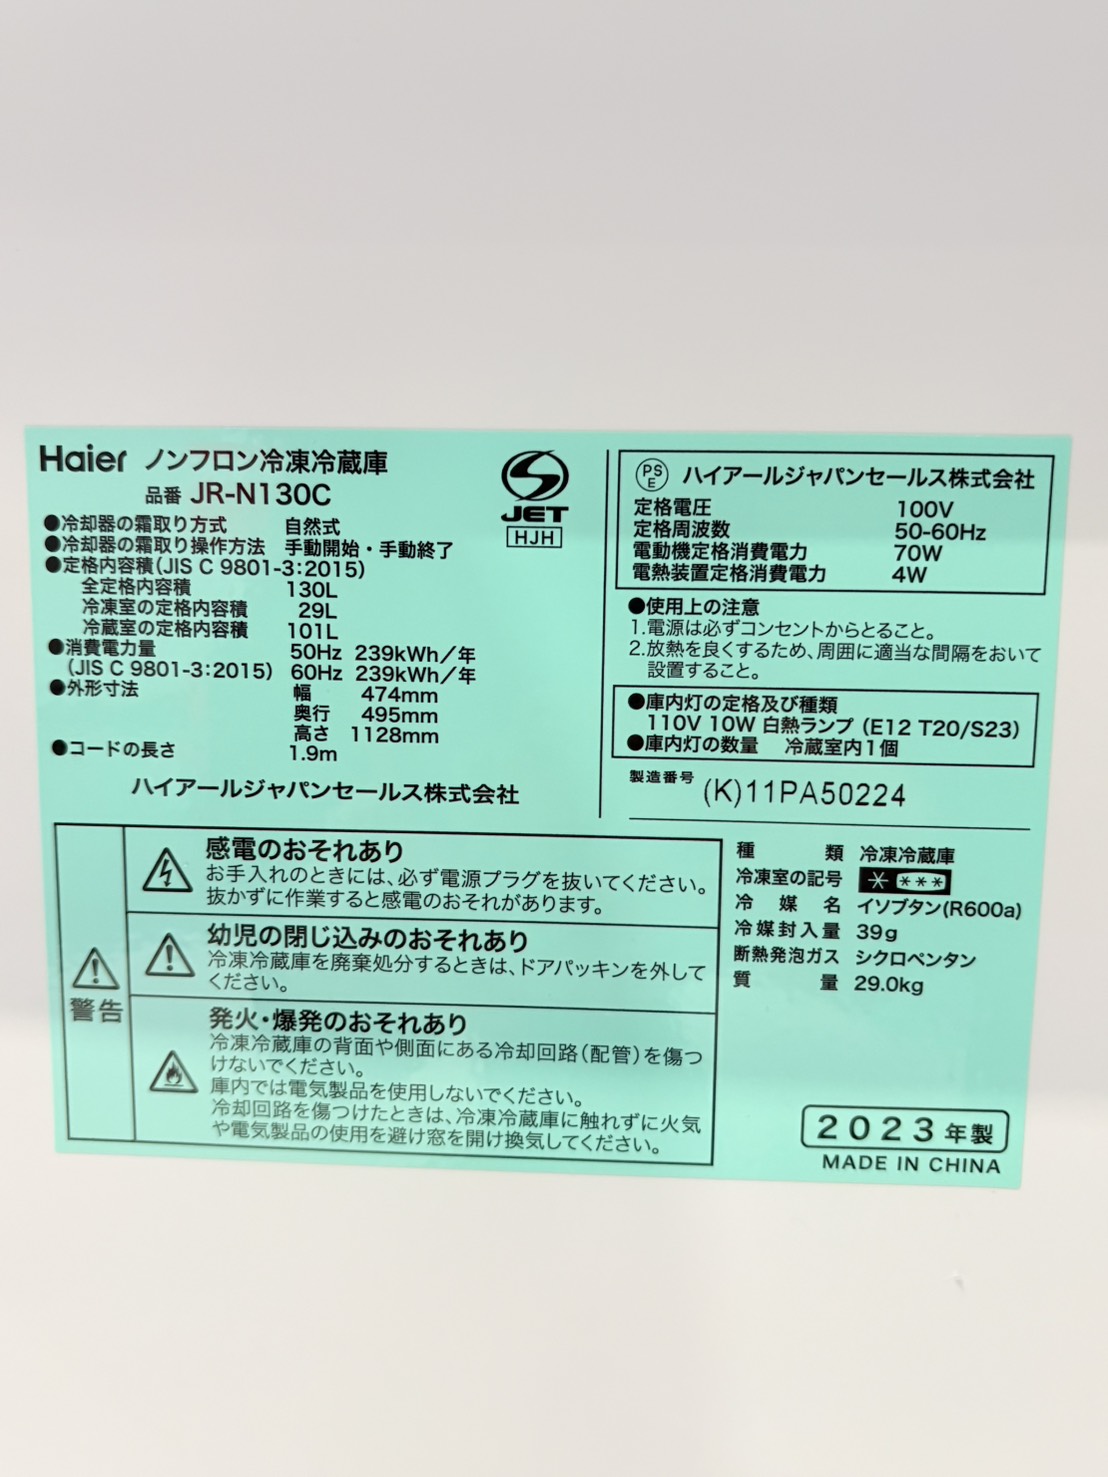 Haier ノンフロン冷凍冷蔵庫
品番 JR-N130C
●冷却器の霜取り方式 自然式
●冷却器の霜取り操作方法 手動開始・手動終了
●定格内容積(JIS C 9801-3:2015)
全定格内容積 130L
冷凍室の定格内容積 29L
冷蔵室の定格内容積 101L
●消費電力量 50Hz 239kWh/年
(JIS C 9801-3:2015) 60Hz 239kWh/年
●外形寸法 幅 474mm
奥行 495mm
高さ 1128mm
●コードの長さ 1.9m
ハイアールジャパンセールス株式会社
JET
HJH
PSE ハイアールジャパンセールス株式会社
定格電圧 100V
定格周波数 50-60Hz
電動機定格消費電力 70W
電熱装置定格消費電力 4W
●使用上の注意
1.電源は必ずコンセントからとること。
2.放熱を良くするため、周囲に適当な間隔をおいて
設置すること。
●庫内灯の定格及び種類
110V 10W 白熱ランプ (E12 T20/S23)
●庫内灯の数量 冷蔵室内1個
製造番号 (K)11PA50224
警告
感電のおそれあり
お手入れのときには、必ず電源プラグを抜いてください。
抜かずに作業すると感電のおそれがあります。
幼児の閉じ込みのおそれあり
冷凍冷蔵庫を廃棄処分するときは、ドアパッキンを外して
ください。
発火・爆発のおそれあり
冷凍冷蔵庫の背面や側面にある冷却回路(配管)を傷つ
けないでください。
庫内では電気製品を使用しないでください。
冷却回路を傷つけたときは、冷凍冷蔵庫に触れずに火気
や電気製品の使用を避け窓を開け換気してください。
種類 冷凍冷蔵庫
冷凍室の記号 * ***
冷媒名 イソブタン(R600a)
冷媒封入量 39g
断熱発泡ガス シクロペンタン
質量 29.0kg
2023年製
MADE IN CHINA